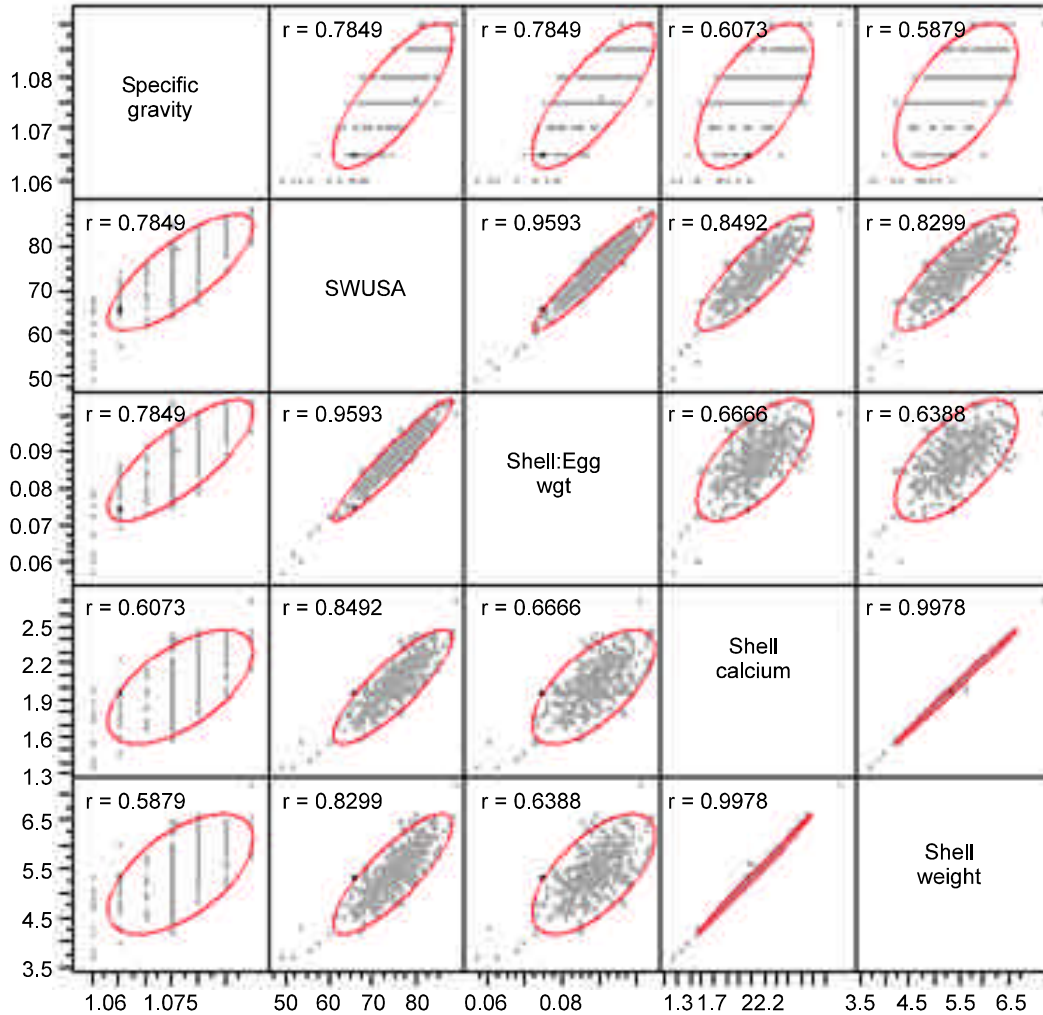 r = 0.7849 r = 0.7849 r = 0.6073 r = 0.5879
1.08
Specific
gravity
1.07
1.06
r = 0.7849 r = 0.9593 r = 0.8492 r = 0.8299
80
SWUSA
70
60
50
r = 0.7849 r = 0.9593 r = 0.6666 r = 0.6388
0.09
Shell:Egg
wgt
0.08
0.07
0.06
r = 0.6073 r = 0.8492 r = 0.6666 r = 0.9978
2.5
Shell
calcium
2.2
1.9
1.6
1.3
r = 0.5879 r = 0.8299 r = 0.6388 r = 0.9978
6.5
Shell
weight
5.5
4.5
3.5
1.06 1.075 50 60 70 80 0.06 0.08 1.3 1.7 22.2 3.5 4.5 5.5 6.5